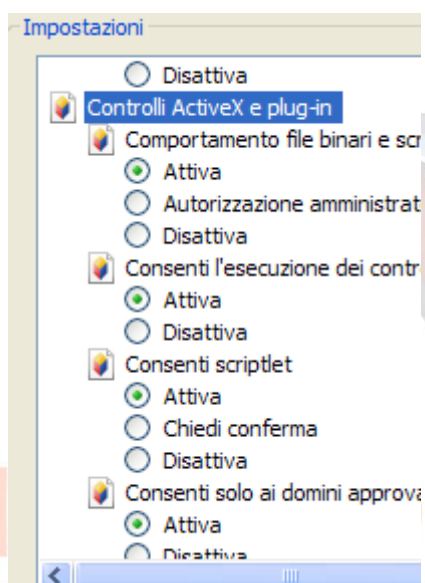 Impostazioni
Disattiva
Controlli ActiveX e plug-in
Comportamento file binari e scr
Attiva
Autorizzazione amministrat
Disattiva
Consenti l'esecuzione dei contr
Attiva
Disattiva
Consenti scriptlet
Attiva
Chiedi conferma
Disattiva
Consenti solo ai domini approva
Attiva
Disattiva